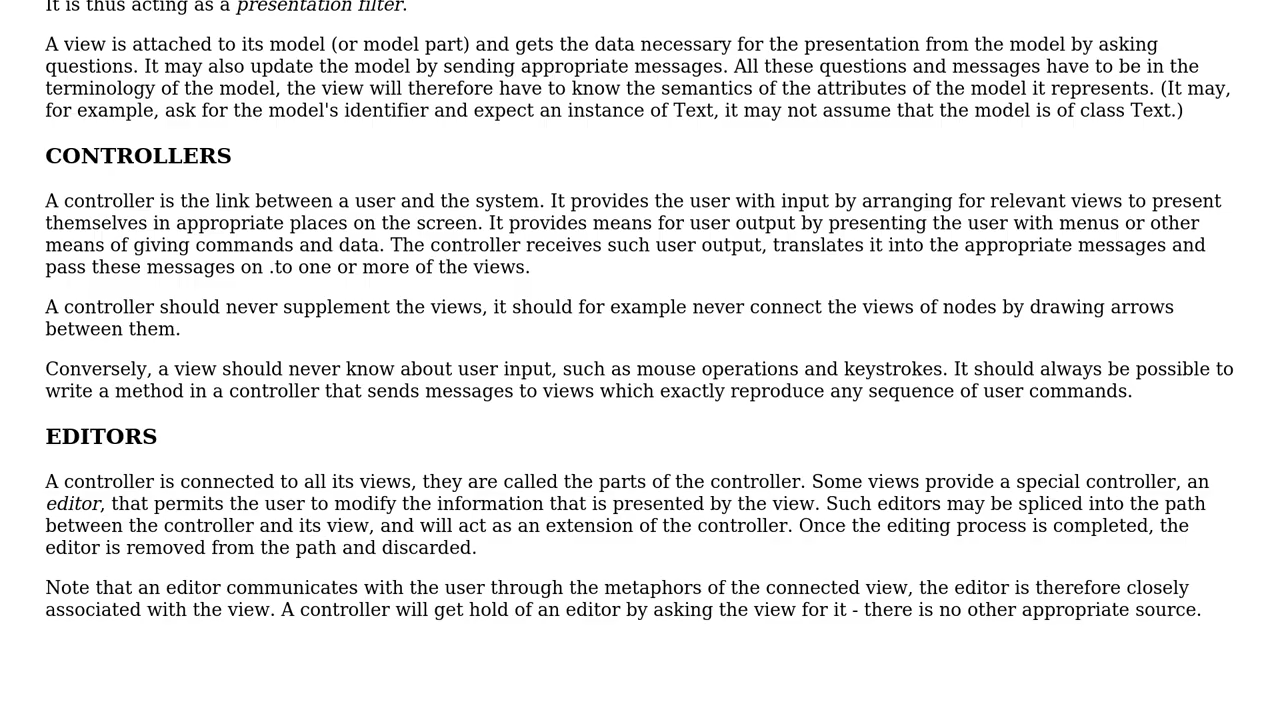 It is thus acting as a presentation filter.
A view is attached to its model (or model part) and gets the data necessary for the presentation from the model by asking
questions. It may also update the model by sending appropriate messages. All these questions and messages have to be in the
terminology of the model, the view will therefore have to know the semantics of the attributes of the model it represents. (It may,
for example, ask for the model's identifier and expect an instance of Text, it may not assume that the model is of class Text.)
CONTROLLERS
A controller is the link between a user and the system. It provides the user with input by arranging for relevant views to present
themselves in appropriate places on the screen. It provides means for user output by presenting the user with menus or other
means of giving commands and data. The controller receives such user output, translates it into the appropriate messages and
pass these messages on .to one or more of the views.
A controller should never supplement the views, it should for example never connect the views of nodes by drawing arrows
between them.
Conversely, a view should never know about user input, such as mouse operations and keystrokes. It should always be possible to
write a method in a controller that sends messages to views which exactly reproduce any sequence of user commands.
EDITORS
A controller is connected to all its views, they are called the parts of the controller. Some views provide a special controller, an
editor, that permits the user to modify the information that is presented by the view. Such editors may be spliced into the path
between the controller and its view, and will act as an extension of the controller. Once the editing process is completed, the
editor is removed from the path and discarded.
Note that an editor communicates with the user through the metaphors of the connected view, the editor is therefore closely
associated with the view. A controller will get hold of an editor by asking the view for it - there is no other appropriate source.